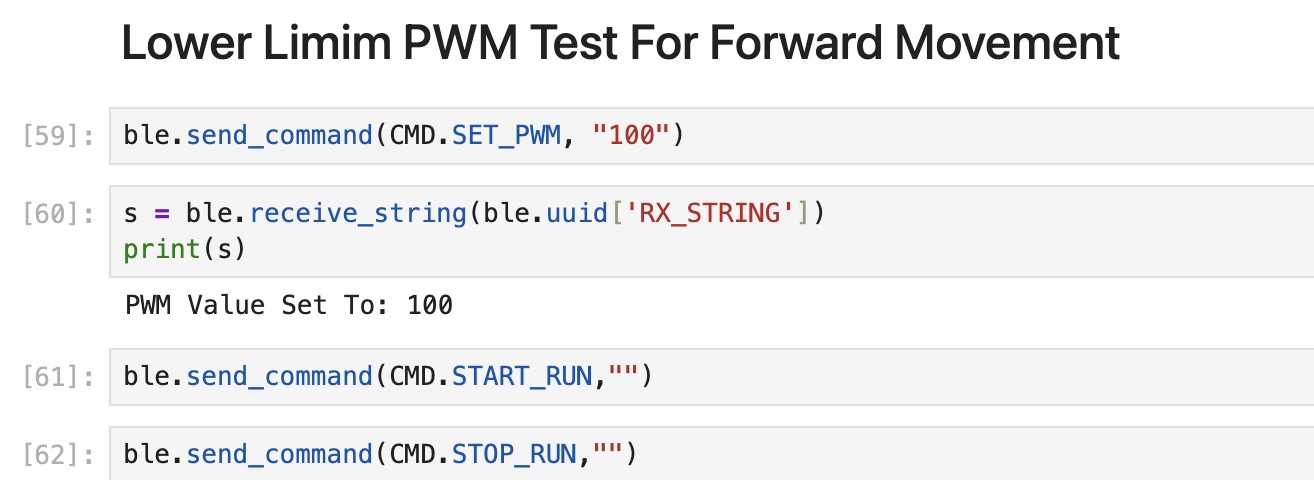 Lower Limim PWM Test For Forward Movement
[59]: ble.send_command(CMD.SET_PWM, "100")
[60]: s = ble.receive_string(ble.uuid['RX_STRING'])
print(s)
PWM Value Set To: 100
[61]: ble.send_command(CMD.START_RUN,"")
[62]: ble.send_command(CMD.STOP_RUN,"")